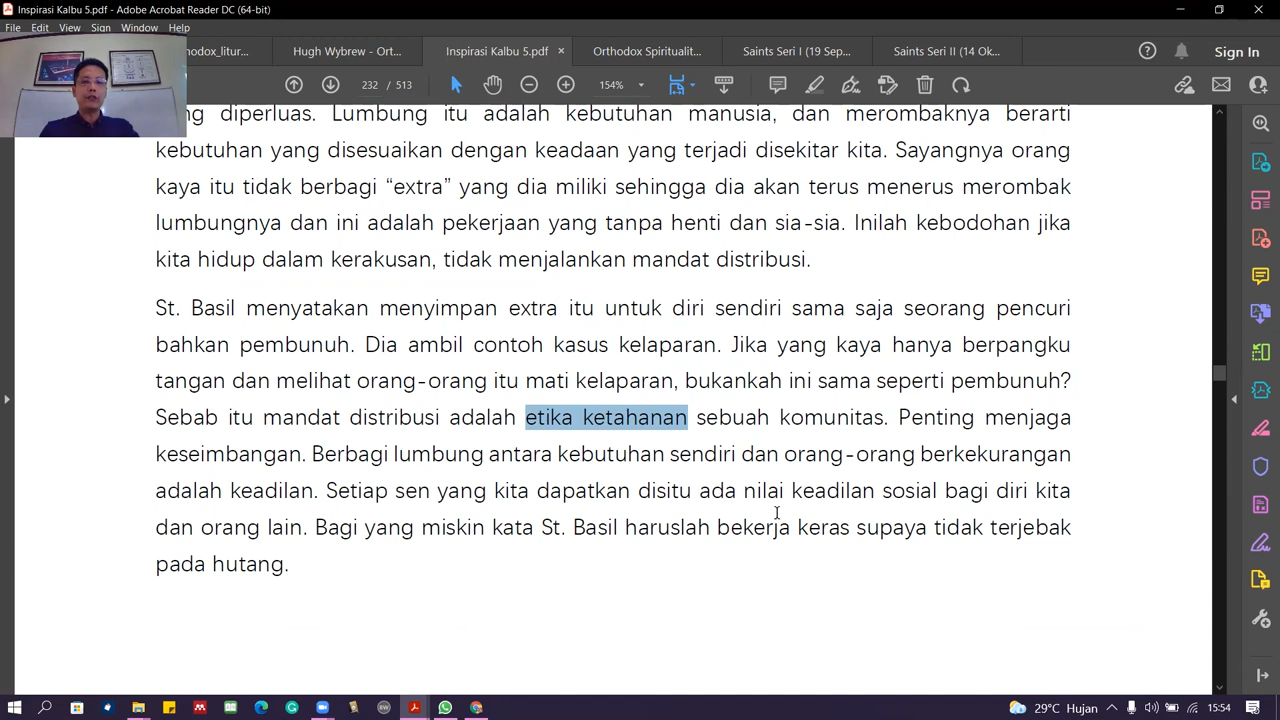 Inspirasi Kalbu 5.pdf - Adobe Acrobat Reader DC (64-bit)
File Edit View Sign Window Help
odox_litur... Hugh Wybrew - Ort... Inspirasi Kalbu 5.pdf × Orthodox Spiritualit... Saints Seri I (19 Sep... Saints Seri II (14 Ok... Sign In
232 / 513 154%
diperluas. Lumbung itu adalah kebutuhan manusia, dan merombaknya berarti
kebutuhan yang disesuaikan dengan keadaan yang terjadi disekitar kita. Sayangnya orang
kaya itu tidak berbagi “extra” yang dia miliki sehingga dia akan terus menerus merombak
lumbungnya dan ini adalah pekerjaan yang tanpa henti dan sia-sia. Inilah kebodohan jika
kita hidup dalam kerakusan, tidak menjalankan mandat distribusi.
St. Basil menyatakan menyimpan extra itu untuk diri sendiri sama saja seorang pencuri
bahkan pembunuh. Dia ambil contoh kasus kelaparan. Jika yang kaya hanya berpangku
tangan dan melihat orang-orang itu mati kelaparan, bukankah ini sama seperti pembunuh?
Sebab itu mandat distribusi adalah etika ketahanan sebuah komunitas. Penting menjaga
keseimbangan. Berbagi lumbung antara kebutuhan sendiri dan orang-orang berkekurangan
adalah keadilan. Setiap sen yang kita dapatkan disitu ada nilai keadilan sosial bagi diri kita
dan orang lain. Bagi yang miskin kata St. Basil haruslah bekerja keras supaya tidak terjebak
pada hutang.
29°C Hujan 15:54